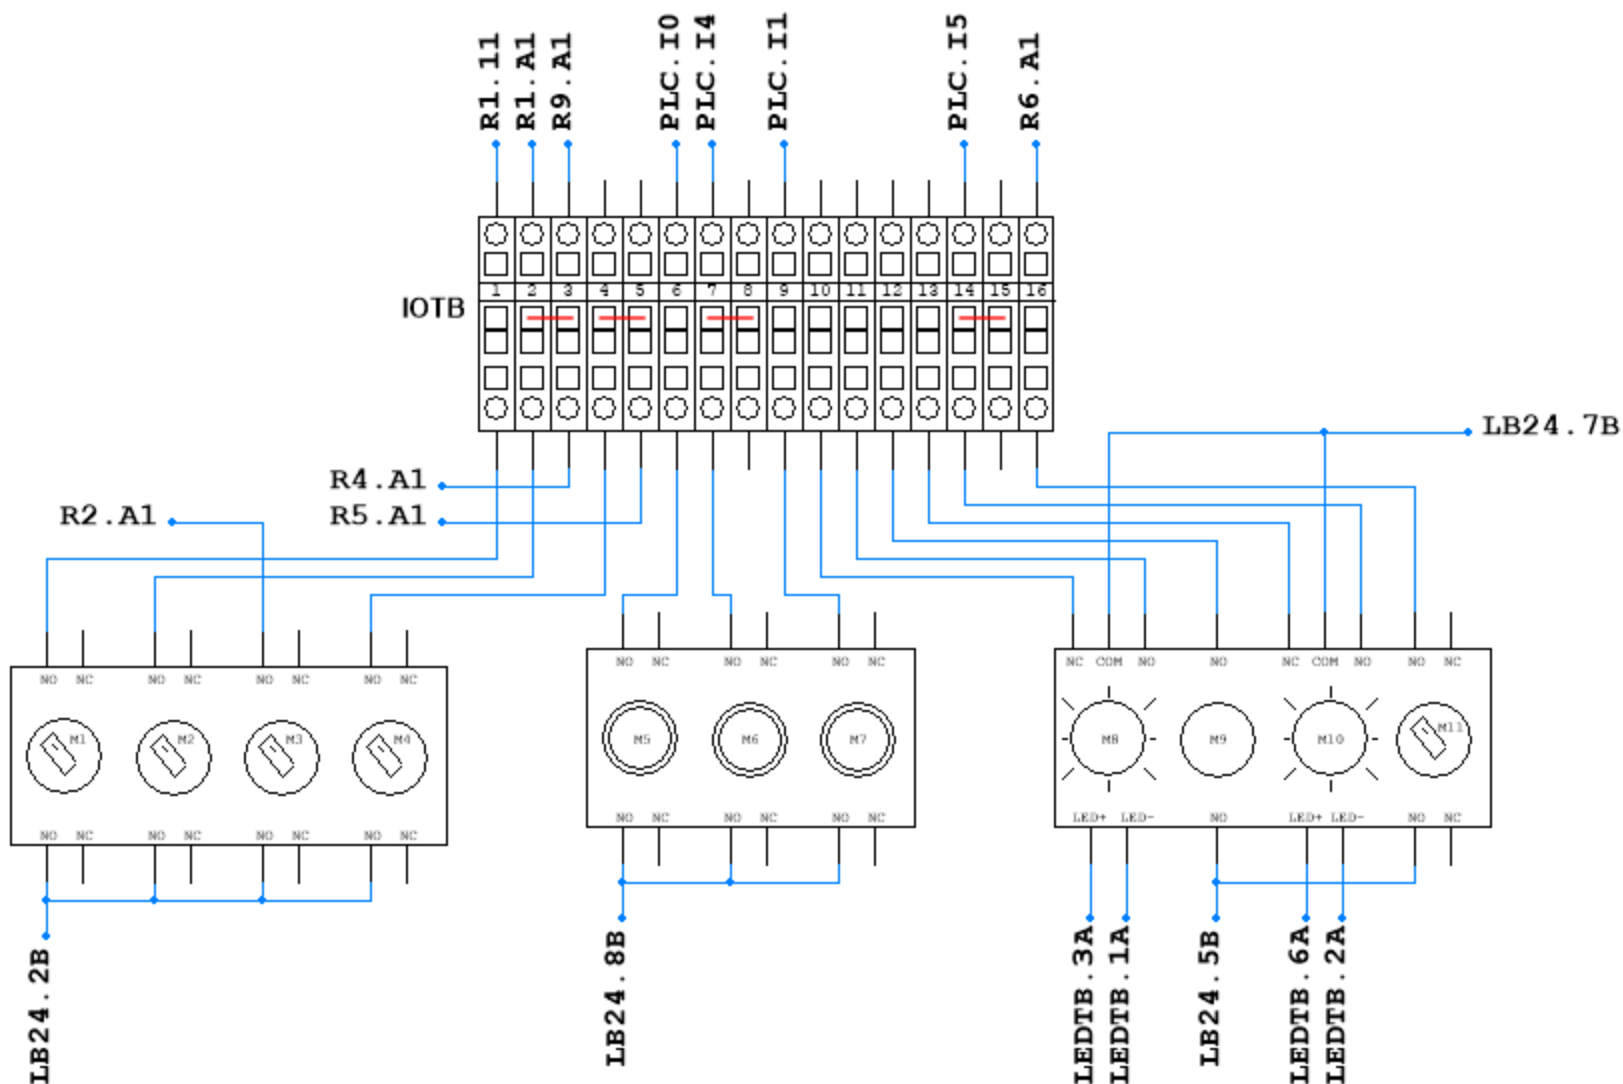 R1.11 R1.A1 R9.A1 PLC.I0 PLC.I4 PLC.I1 PLC.I5 R6.A1
1 2 3 4 5 6 7 8 9 10 11 12 13 14 15 16
IOTB
LB24.7B
R4.A1
R2.A1 R5.A1
NO NC NO NC NO NC NO NC
M1 M2 M3 M4
NO NC NO NC NO NC NO NC
LB24.2B
NO NC NO NC NO NC
M5 M6 M7
NO NC NO NC NO NC
LB24.8B
NC COM NO NO NC COM NO NO NC
M8 M9 M10 M11
LED+ LED- NO LED+ LED- NO NC
LEDTB.3A LEDTB.1A LB24.5B LEDTB.6A LEDTB.2A